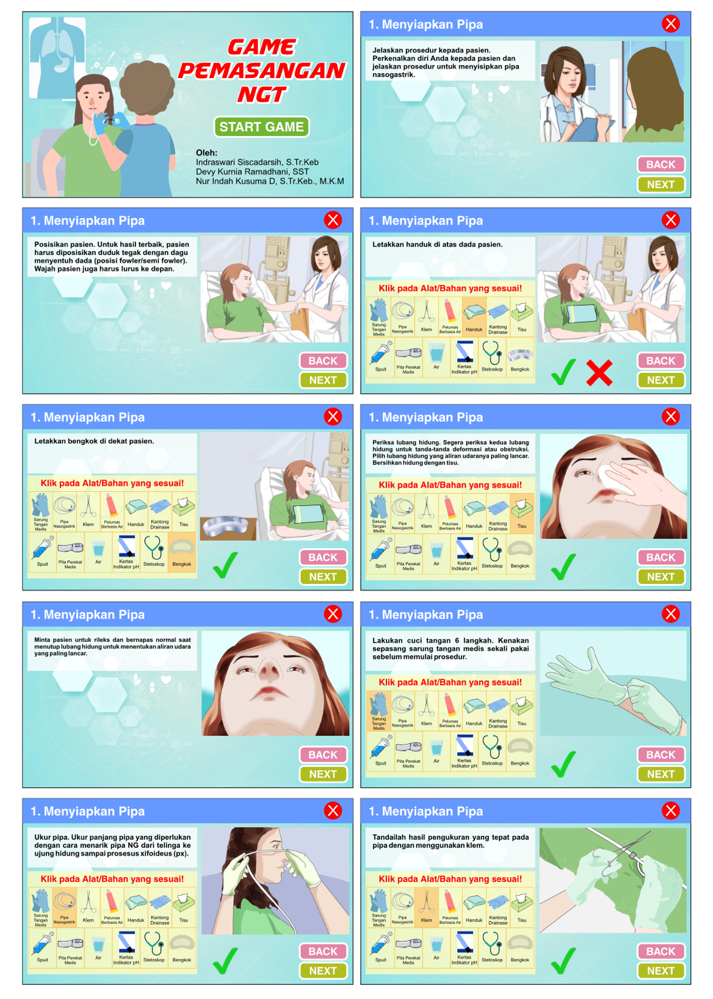 GAME
PEMASANGAN
NGT
START GAME
Oleh:
Indraswari Siscadarsih, S.Tr.Keb
Devy Kurnia Ramadhani, SST
Nur Indah Kusuma D, S.Tr.Keb., M.K.M
1. Menyiapkan Pipa
X
Jelaskan prosedur kepada pasien.
Perkenalkan diri Anda kepada pasien dan
jelaskan prosedur untuk menyisipkan pipa
nasogastrik.
BACK
NEXT
1. Menyiapkan Pipa
X
Posisikan pasien. Untuk hasil terbaik, pasien
harus diposisikan duduk tegak dengan dagu
menyentuh dada (posisi fowler/semi fowler).
Wajah pasien juga harus lurus ke depan.
BACK
NEXT
1. Menyiapkan Pipa
X
Letakkan handuk di atas dada pasien.
Klik pada Alat/Bahan yang sesuai!
Sarung Tangan Medis
Pipa Nasogastrik
Klem
Pelumas Berbasis Air
Handuk
Kantong Drainase
Tisu
Spuit
Pita Perekat Medis
Air
Kertas Indikator pH
Stetoskop
Bengkok
BACK
NEXT
1. Menyiapkan Pipa
X
Letakkan bengkok di dekat pasien.
Klik pada Alat/Bahan yang sesuai!
Sarung Tangan Medis
Pipa Nasogastrik
Klem
Pelumas Berbasis Air
Handuk
Kantong Drainase
Tisu
Spuit
Pita Perekat Medis
Air
Kertas Indikator pH
Stetoskop
Bengkok
BACK
NEXT
1. Menyiapkan Pipa
X
Periksa lubang hidung. Segera periksa kedua lubang
hidung untuk tanda-tanda deformasi atau obstruksi.
Pilih lubang hidung yang aliran udaranya paling lancar.
Bersihkan hidung dengan tisu.
Klik pada Alat/Bahan yang sesuai!
Sarung Tangan Medis
Pipa Nasogastrik
Klem
Pelumas Berbasis Air
Handuk
Kantong Drainase
Tisu
Spuit
Pita Perekat Medis
Air
Kertas Indikator pH
Stetoskop
Bengkok
BACK
NEXT
1. Menyiapkan Pipa
X
Minta pasien untuk rileks dan bernapas normal saat
menutup lubang hidung untuk menentukan aliran udara
yang paling lancar.
BACK
NEXT
1. Menyiapkan Pipa
X
Lakukan cuci tangan 6 langkah. Kenakan
sepasang sarung tangan medis sekali pakai
sebelum memulai prosedur.
Klik pada Alat/Bahan yang sesuai!
Sarung Tangan Medis
Pipa Nasogastrik
Klem
Pelumas Berbasis Air
Handuk
Kantong Drainase
Tisu
Spuit
Pita Perekat Medis
Air
Kertas Indikator pH
Stetoskop
Bengkok
BACK
NEXT
1. Menyiapkan Pipa
X
Ukur pipa. Ukur panjang pipa yang diperlukan
dengan cara menarik pipa NG dari telinga ke
ujung hidung sampai prosesus xifoideus (px).
Klik pada Alat/Bahan yang sesuai!
Sarung Tangan Medis
Pipa Nasogastrik
Klem
Pelumas Berbasis Air
Handuk
Kantong Drainase
Tisu
Spuit
Pita Perekat Medis
Air
Kertas Indikator pH
Stetoskop
Bengkok
BACK
NEXT
1. Menyiapkan Pipa
X
Tandailah hasil pengukuran yang tepat pada
pipa dengan menggunakan klem.
Klik pada Alat/Bahan yang sesuai!
Sarung Tangan Medis
Pipa Nasogastrik
Klem
Pelumas Berbasis Air
Handuk
Kantong Drainase
Tisu
Spuit
Pita Perekat Medis
Air
Kertas Indikator pH
Stetoskop
Bengkok
BACK
NEXT